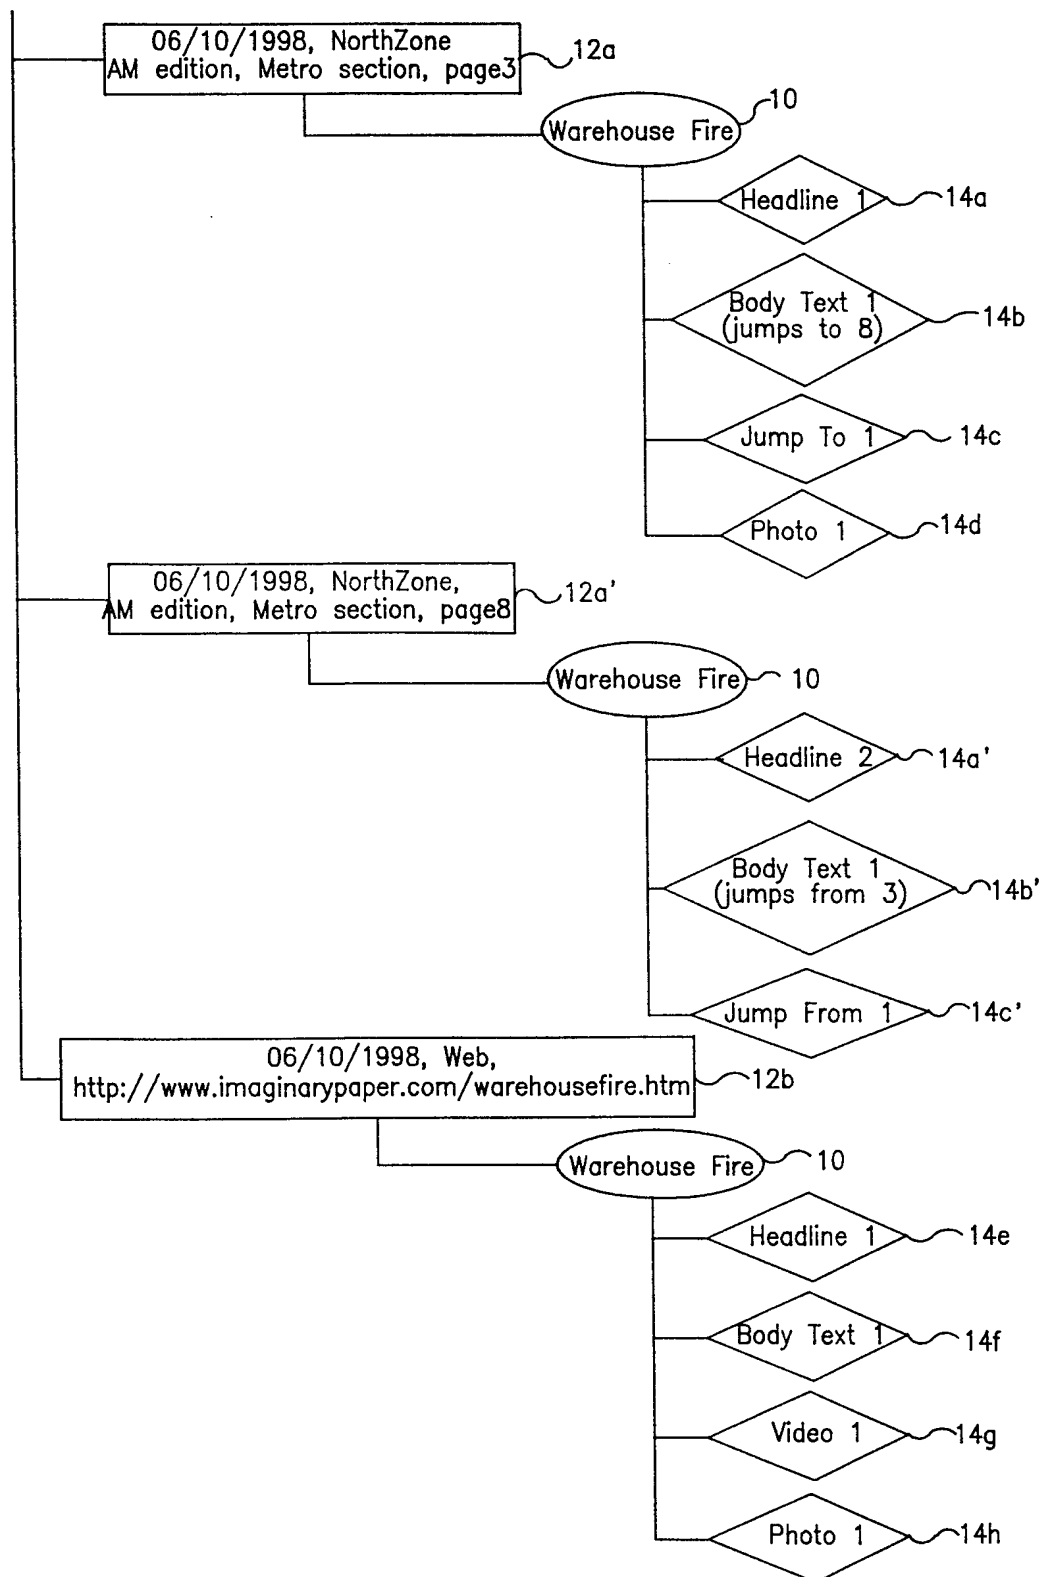 06/10/1998, NorthZone
AM edition, Metro section, page3
12a
Warehouse Fire
10
Headline 1
14a
Body Text 1
(jumps to 8)
14b
Jump To 1
14c
Photo 1
14d
06/10/1998, NorthZone,
AM edition, Metro section, page8
12a'
Warehouse Fire
10
Headline 2
14a'
Body Text 1
(jumps from 3)
14b'
Jump From 1
14c'
06/10/1998, Web,
http://www.imaginarypaper.com/warehousefire.htm
12b
Warehouse Fire
10
Headline 1
14e
Body Text 1
14f
Video 1
14g
Photo 1
14h